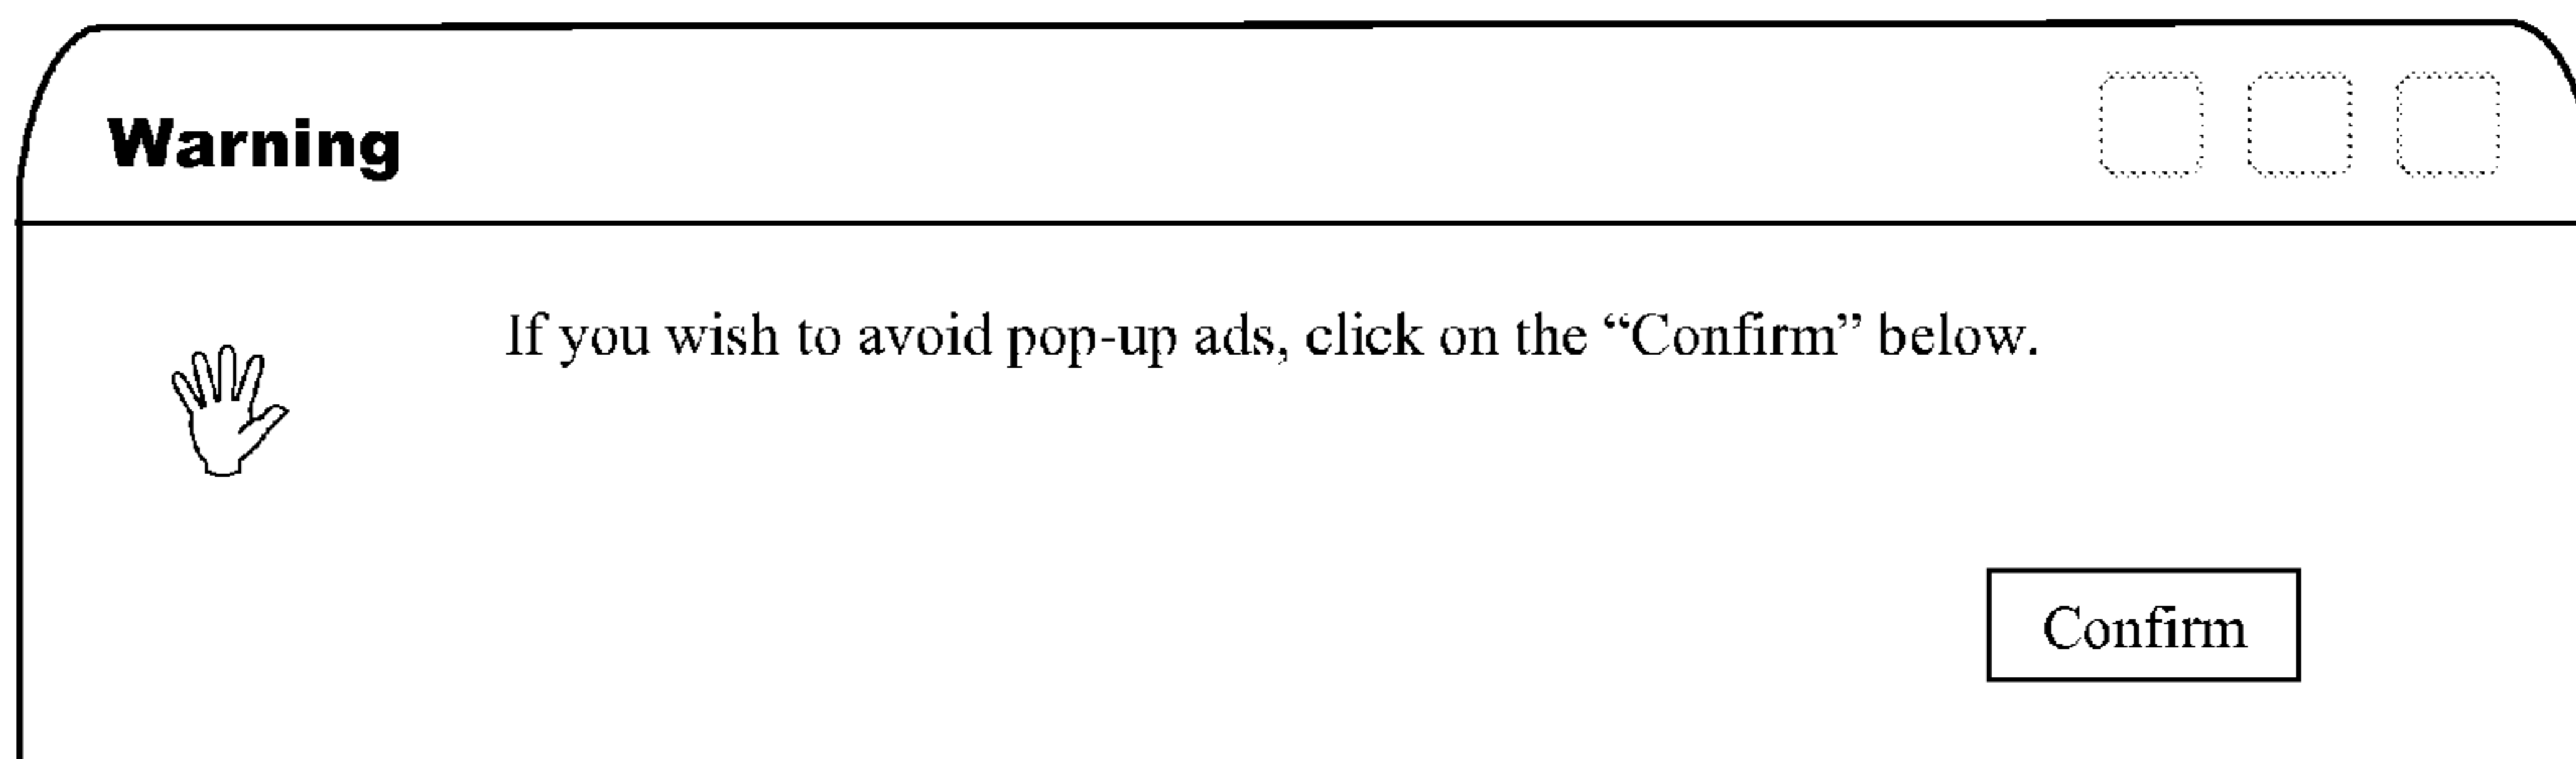 Warning
If you wish to avoid pop-up ads, click on the “Confirm” below.
Confirm